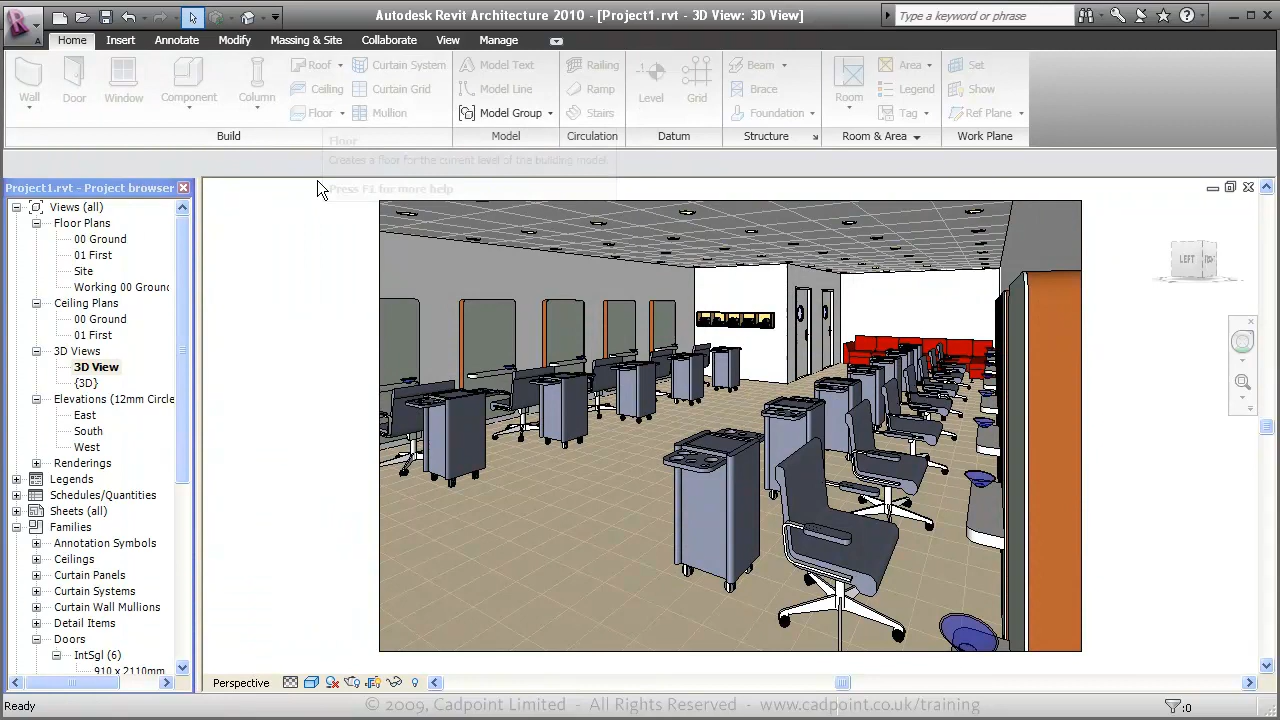 Autodesk Revit Architecture 2010 - [Project1.rvt - 3D View: 3D View]
Type a keyword or phrase
Home Insert Annotate Modify Massing & Site Collaborate View Manage
Roof Curtain System Model Text Railing Beam Area Set
Ceiling Curtain Grid Model Line Ramp Brace Legend Show
Wall Door Window Component Column Level Grid Room
Floor Mullion Model Group Stairs Foundation Tag Ref Plane
Build Model Circulation Datum Structure Room & Area Work Plane
Floor
Creates a floor for the current level of the building model.
Press F1 for more help
Project1.rvt - Project browser
Views (all)
Floor Plans
00 Ground
01 First
Site
Working 00 Ground
Ceiling Plans
00 Ground
01 First
3D Views
3D View
{3D}
Elevations (12mm Circle
East
South
West
Renderings
Legends
Schedules/Quantities
Sheets (all)
Families
Annotation Symbols
Ceilings
Curtain Panels
Curtain Systems
Curtain Wall Mullions
Detail Items
Doors
IntSgl (6)
910 x 2110mm
LEFT
Perspective
Ready
© 2009, Cadpoint Limited - All Rights Reserved - www.cadpoint.co.uk/training
:0